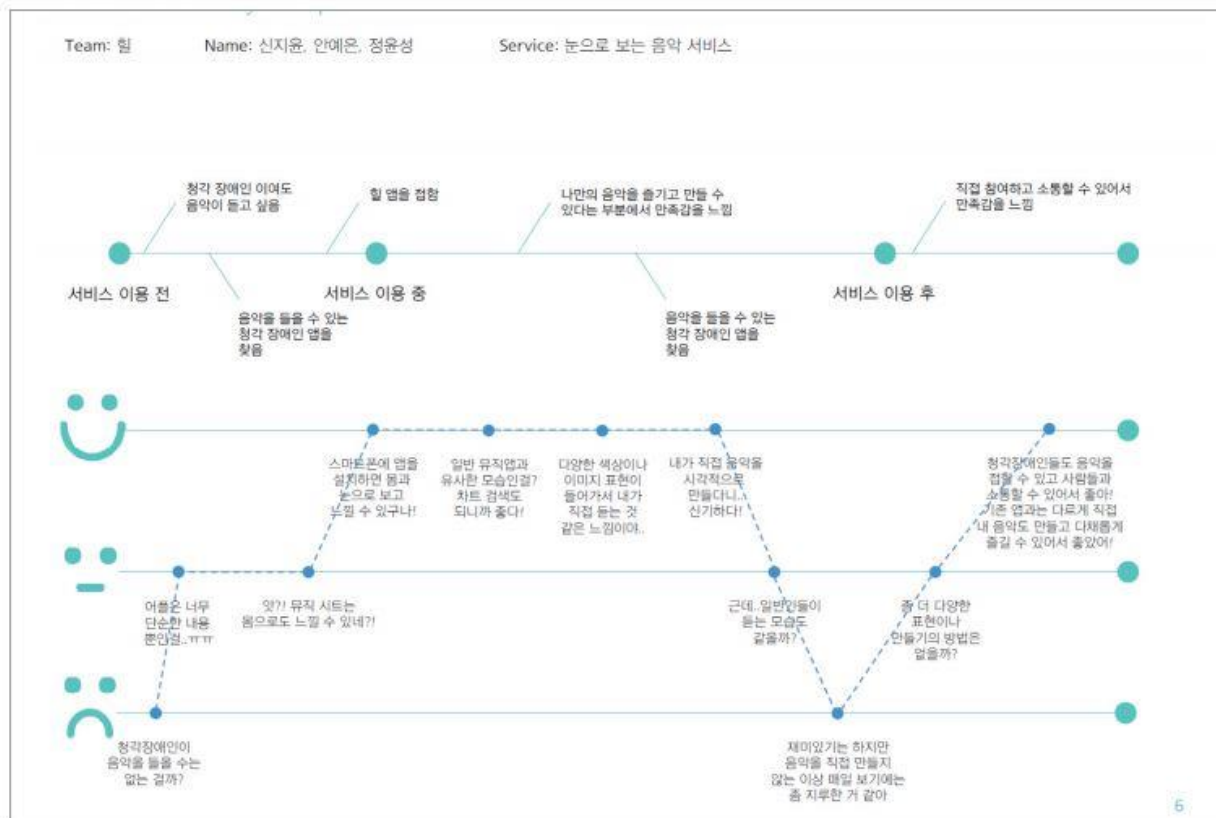 Team: 힐
Name: 신지윤, 안예은, 정윤성
Service: 눈으로 보는 음악 서비스
청각 장애인 이여도
음악이 듣고 싶음
힐 앱을 접함
나만의 음악을 즐기고 만들 수
있다는 부분에서 만족감을 느낌
직접 참여하고 소통할 수 있어서
만족감을 느낌
서비스 이용 전
서비스 이용 중
서비스 이용 후
음악을 들을 수 있는
청각 장애인 앱을
찾음
음악을 들을 수 있는
청각 장애인 앱을
찾음
스마트폰에 앱을
설치하면 몸과
눈으로 보고
느낄 수 있구나!
일반 뮤직앱과
유사한 모습인걸?
차트 검색도
되니까 좋다!
다양한 색상이나
이미지 표현이
들어가서 내가
직접 듣는 것
같은 느낌이야..
내가 직접 음악을
시각적으로
만들다니..
신기하다!
청각장애인들도 음악을
접할 수 있고 사람들과
소통할 수 있어서 좋아!
기존 앱과는 다르게 직접
내 음악도 만들고 다채롭게
즐길 수 있어서 좋았어!
어플은 너무
단순한 내용
뿐인걸..ㅠㅠ
앗?! 뮤직 시트는
몸으로도 느낄 수 있네?!
근데..일반인들이
듣는 모습도
같을까?
좀 더 다양한
표현이나
만들기의 방법은
없을까?
청각장애인이
음악을 들을 수는
없는 걸까?
재미있기는 하지만
음악을 직접 만들지
않는 이상 매일 보기에는
좀 지루한 거 같아
6